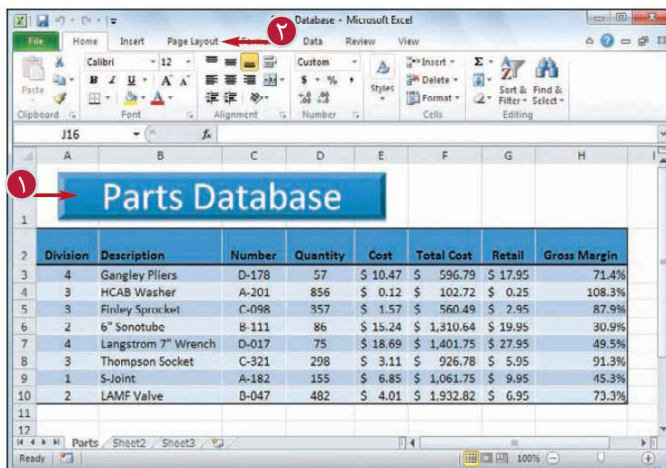 Database - Microsoft Excel
File Home Insert Page Layout Data Review View
Calibri 12 Custom Insert Σ
B I U A A $ % , Delete
Paste A Styles Format Sort & Filter Find & Select
Clipboard Font Alignment Number Cells Editing
J16 fx
A B C D E F G H I
١ ٢
1 Parts Database
2 Division Description Number Quantity Cost Total Cost Retail Gross Margin
3 4 Gangley Pliers D-178 57 $ 10.47 $ 596.79 $ 17.95 71.4%
4 3 HCAB Washer A-201 856 $ 0.12 $ 102.72 $ 0.25 108.3%
5 3 Finley Sprocket C-098 357 $ 1.57 $ 560.49 $ 2.95 87.9%
6 2 6" Sonotube B-111 86 $ 15.24 $ 1,310.64 $ 19.95 30.9%
7 4 Langstrom 7" Wrench D-017 75 $ 18.69 $ 1,401.75 $ 27.95 49.5%
8 3 Thompson Socket C-321 298 $ 3.11 $ 926.78 $ 5.95 91.3%
9 1 S-Joint A-182 155 $ 6.85 $ 1,061.75 $ 9.95 45.3%
10 2 LAMF Valve B-047 482 $ 4.01 $ 1,932.82 $ 6.95 73.3%
11
12
Parts Sheet2 Sheet3
Ready 100%